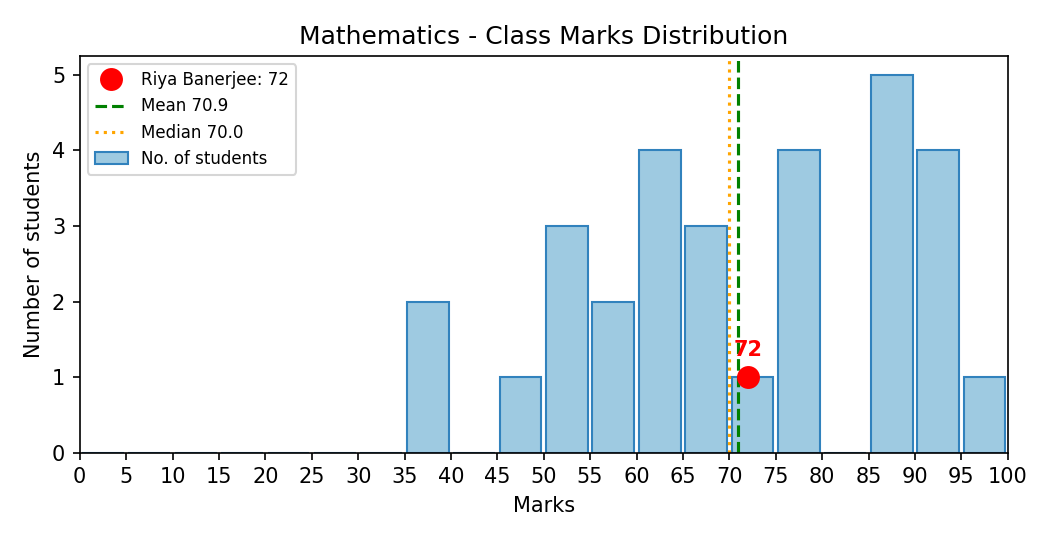 Mathematics - Class Marks Distribution
Riya Banerjee: 72
Mean 70.9
Median 70.0
No. of students
Number of students
5
4
3
2
1
0
72
0 5 10 15 20 25 30 35 40 45 50 55 60 65 70 75 80 85 90 95 100
Marks